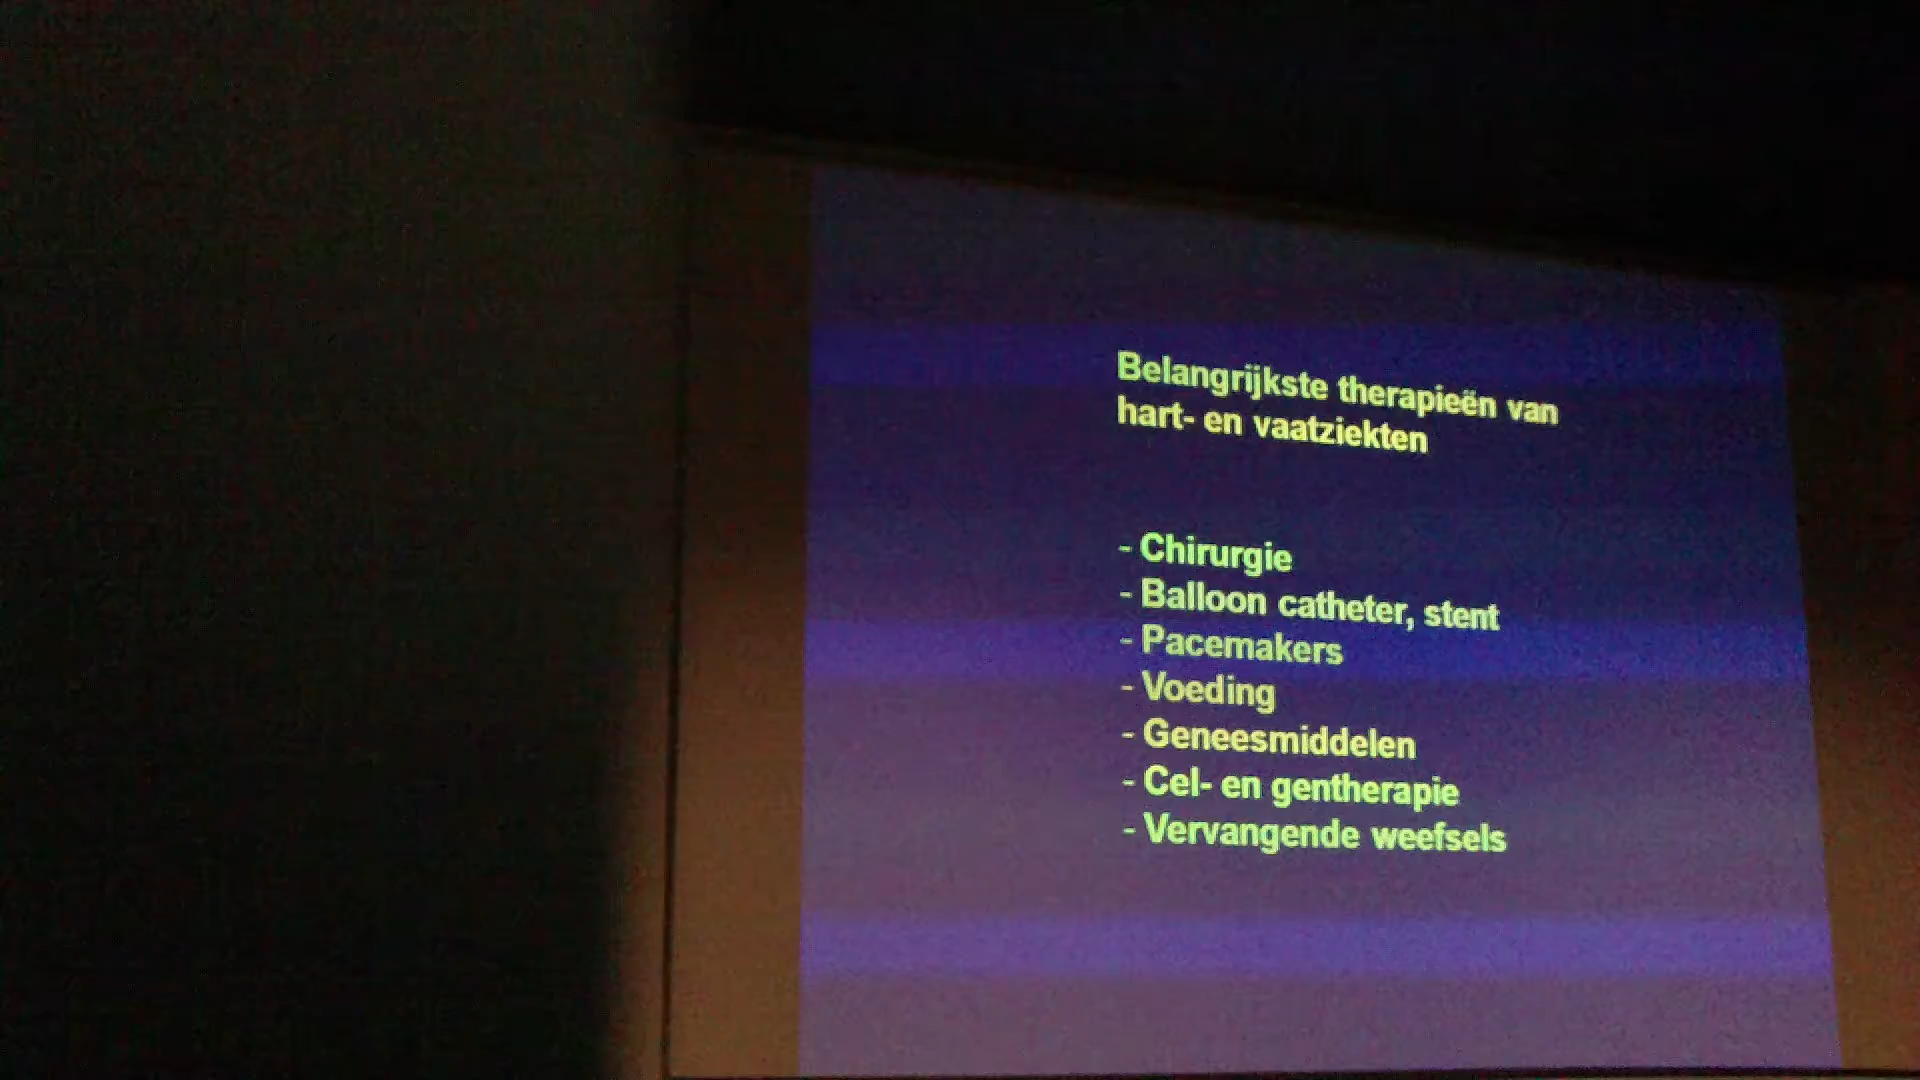 Belangrijkste therapieën van
hart- en vaatziekten
- Chirurgie
- Balloon catheter, stent
- Pacemakers
- Voeding
- Geneesmiddelen
- Cel- en gentherapie
- Vervangende weefsels